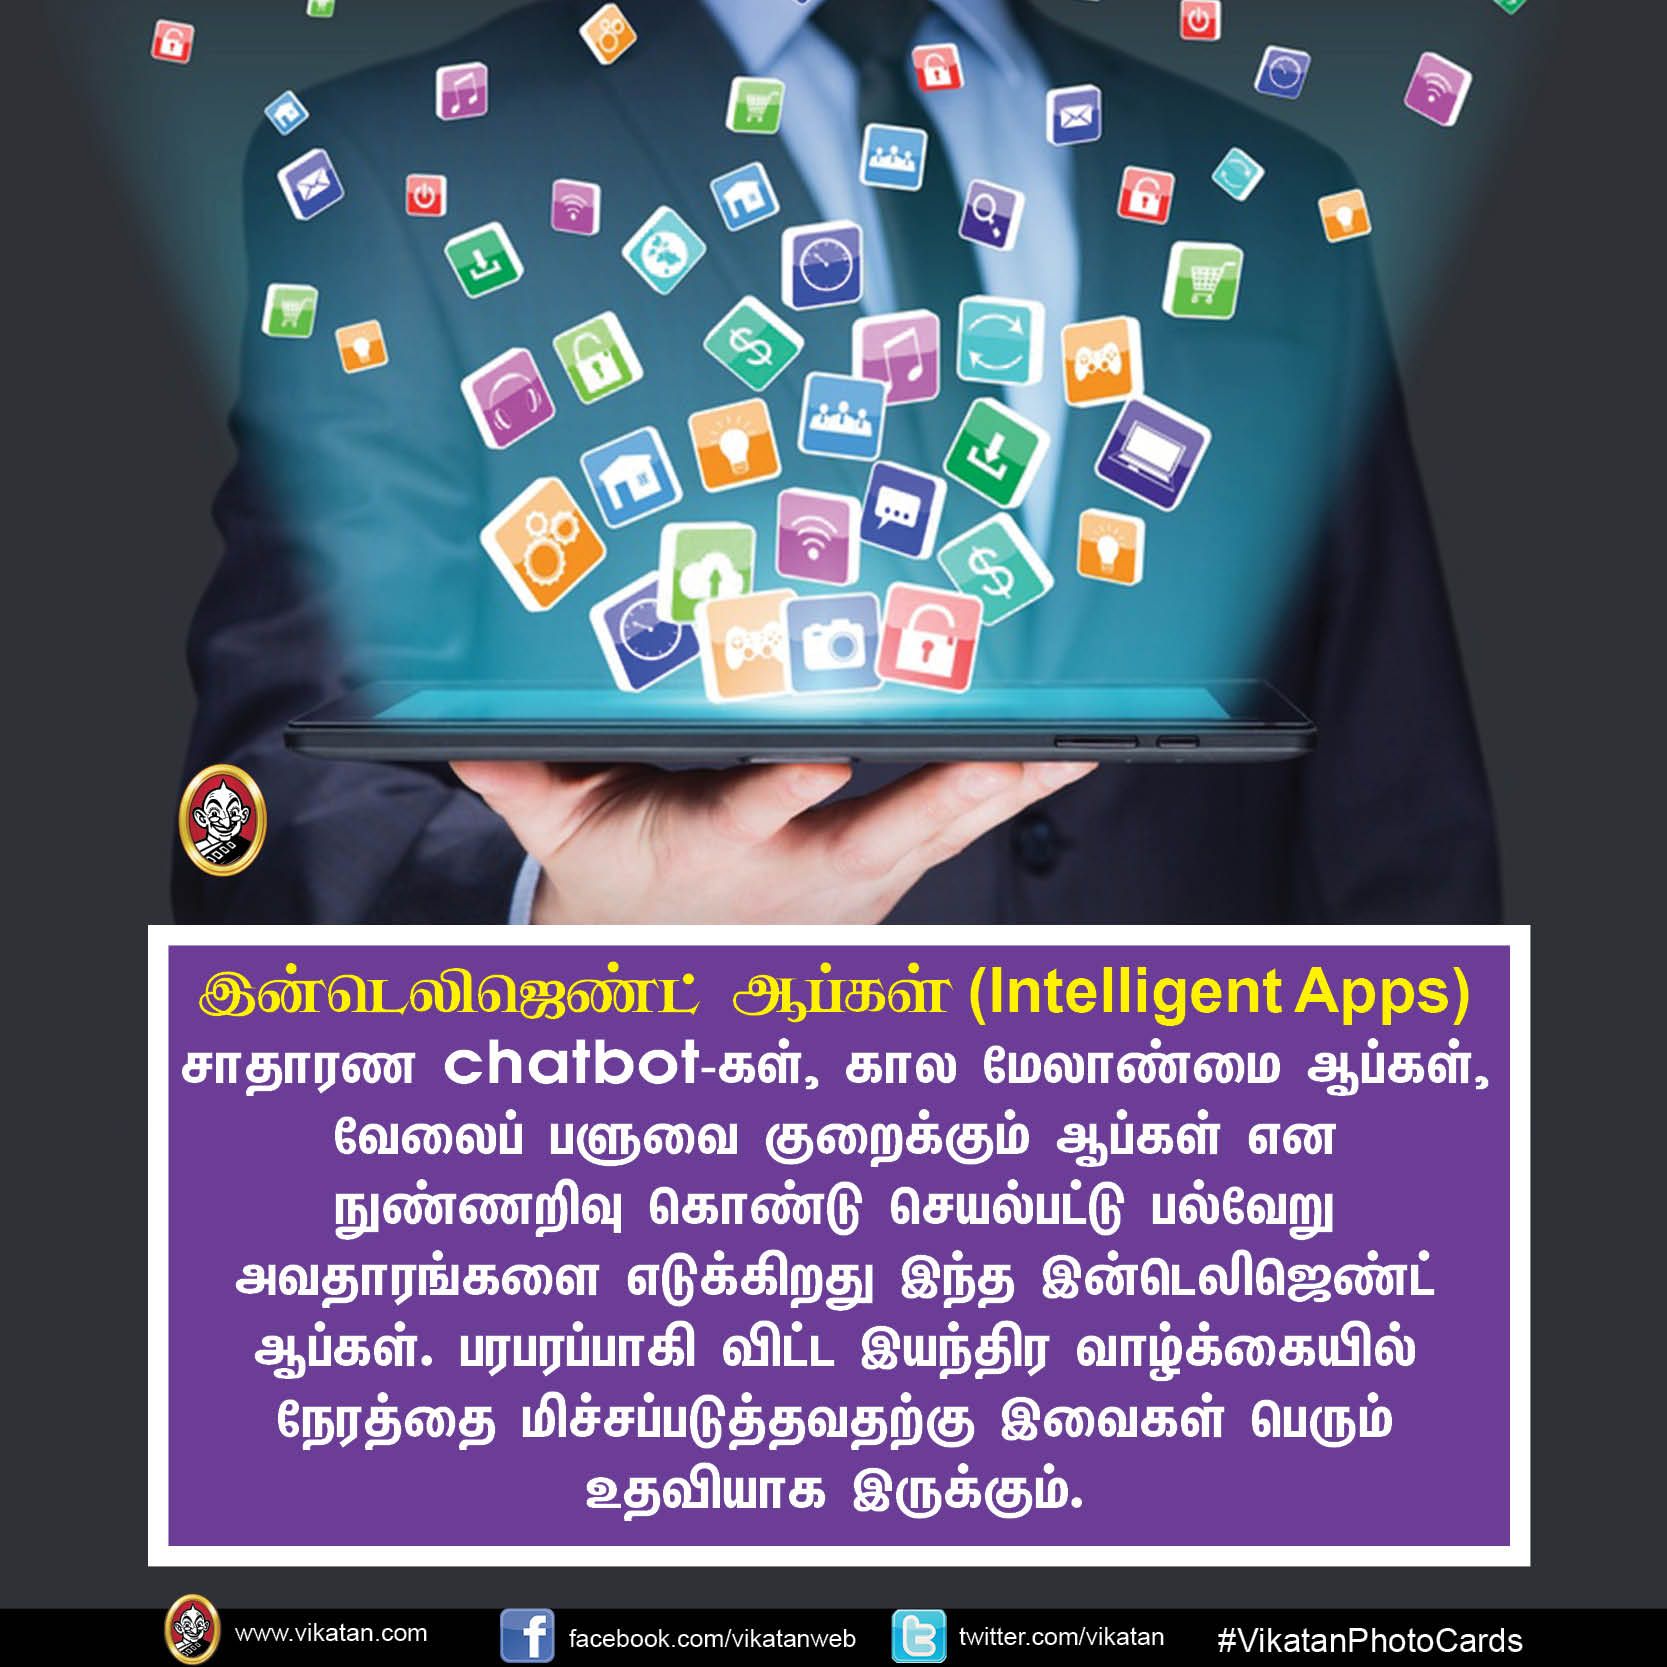 இன்டெலிஜெண்ட் ஆப்கள் (Intelligent Apps)
சாதாரண chatbot-கள், கால மேலாண்மை ஆப்கள்,
வேலைப் பளுவை குறைக்கும் ஆப்கள் என
நுண்ணறிவு கொண்டு செயல்பட்டு பல்வேறு
அவதாரங்களை எடுக்கிறது இந்த இன்டெலிஜெண்ட்
ஆப்கள். பரபரப்பாகி விட்ட இயந்திர வாழ்க்கையில்
நேரத்தை மிச்சப்படுத்தவதற்கு இவைகள் பெரும்
உதவியாக இருக்கும்.
www.vikatan.com facebook.com/vikatanweb twitter.com/vikatan #VikatanPhotoCards